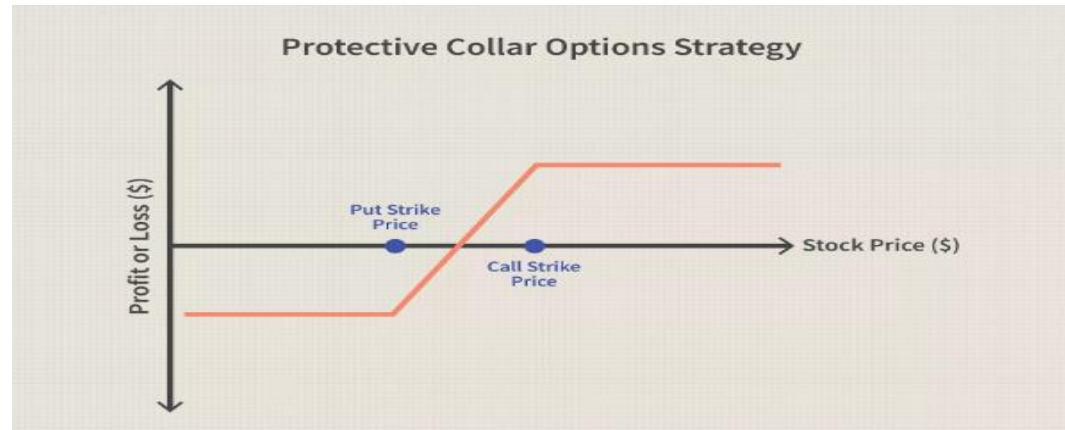 Protective Collar Options Strategy
Profit or Loss ($)
Put Strike
Price
Call Strike
Price
Stock Price ($)